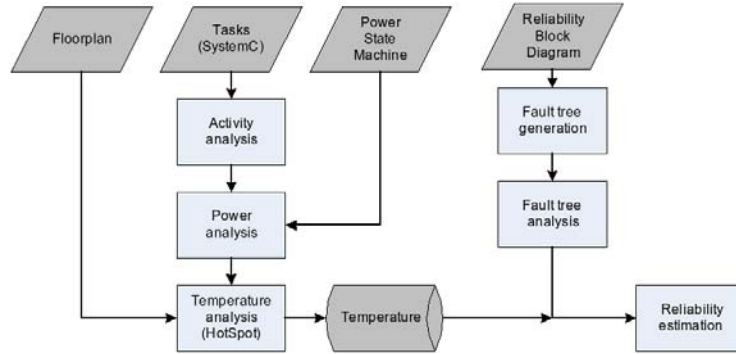 Floorplan
Tasks
(SystemC)
Power
State
Machine
Reliability
Block
Diagram
Activity
analysis
Fault tree
generation
Power
analysis
Fault tree
analysis
Temperature
analysis
(HotSpot)
Temperature
Reliability
estimation